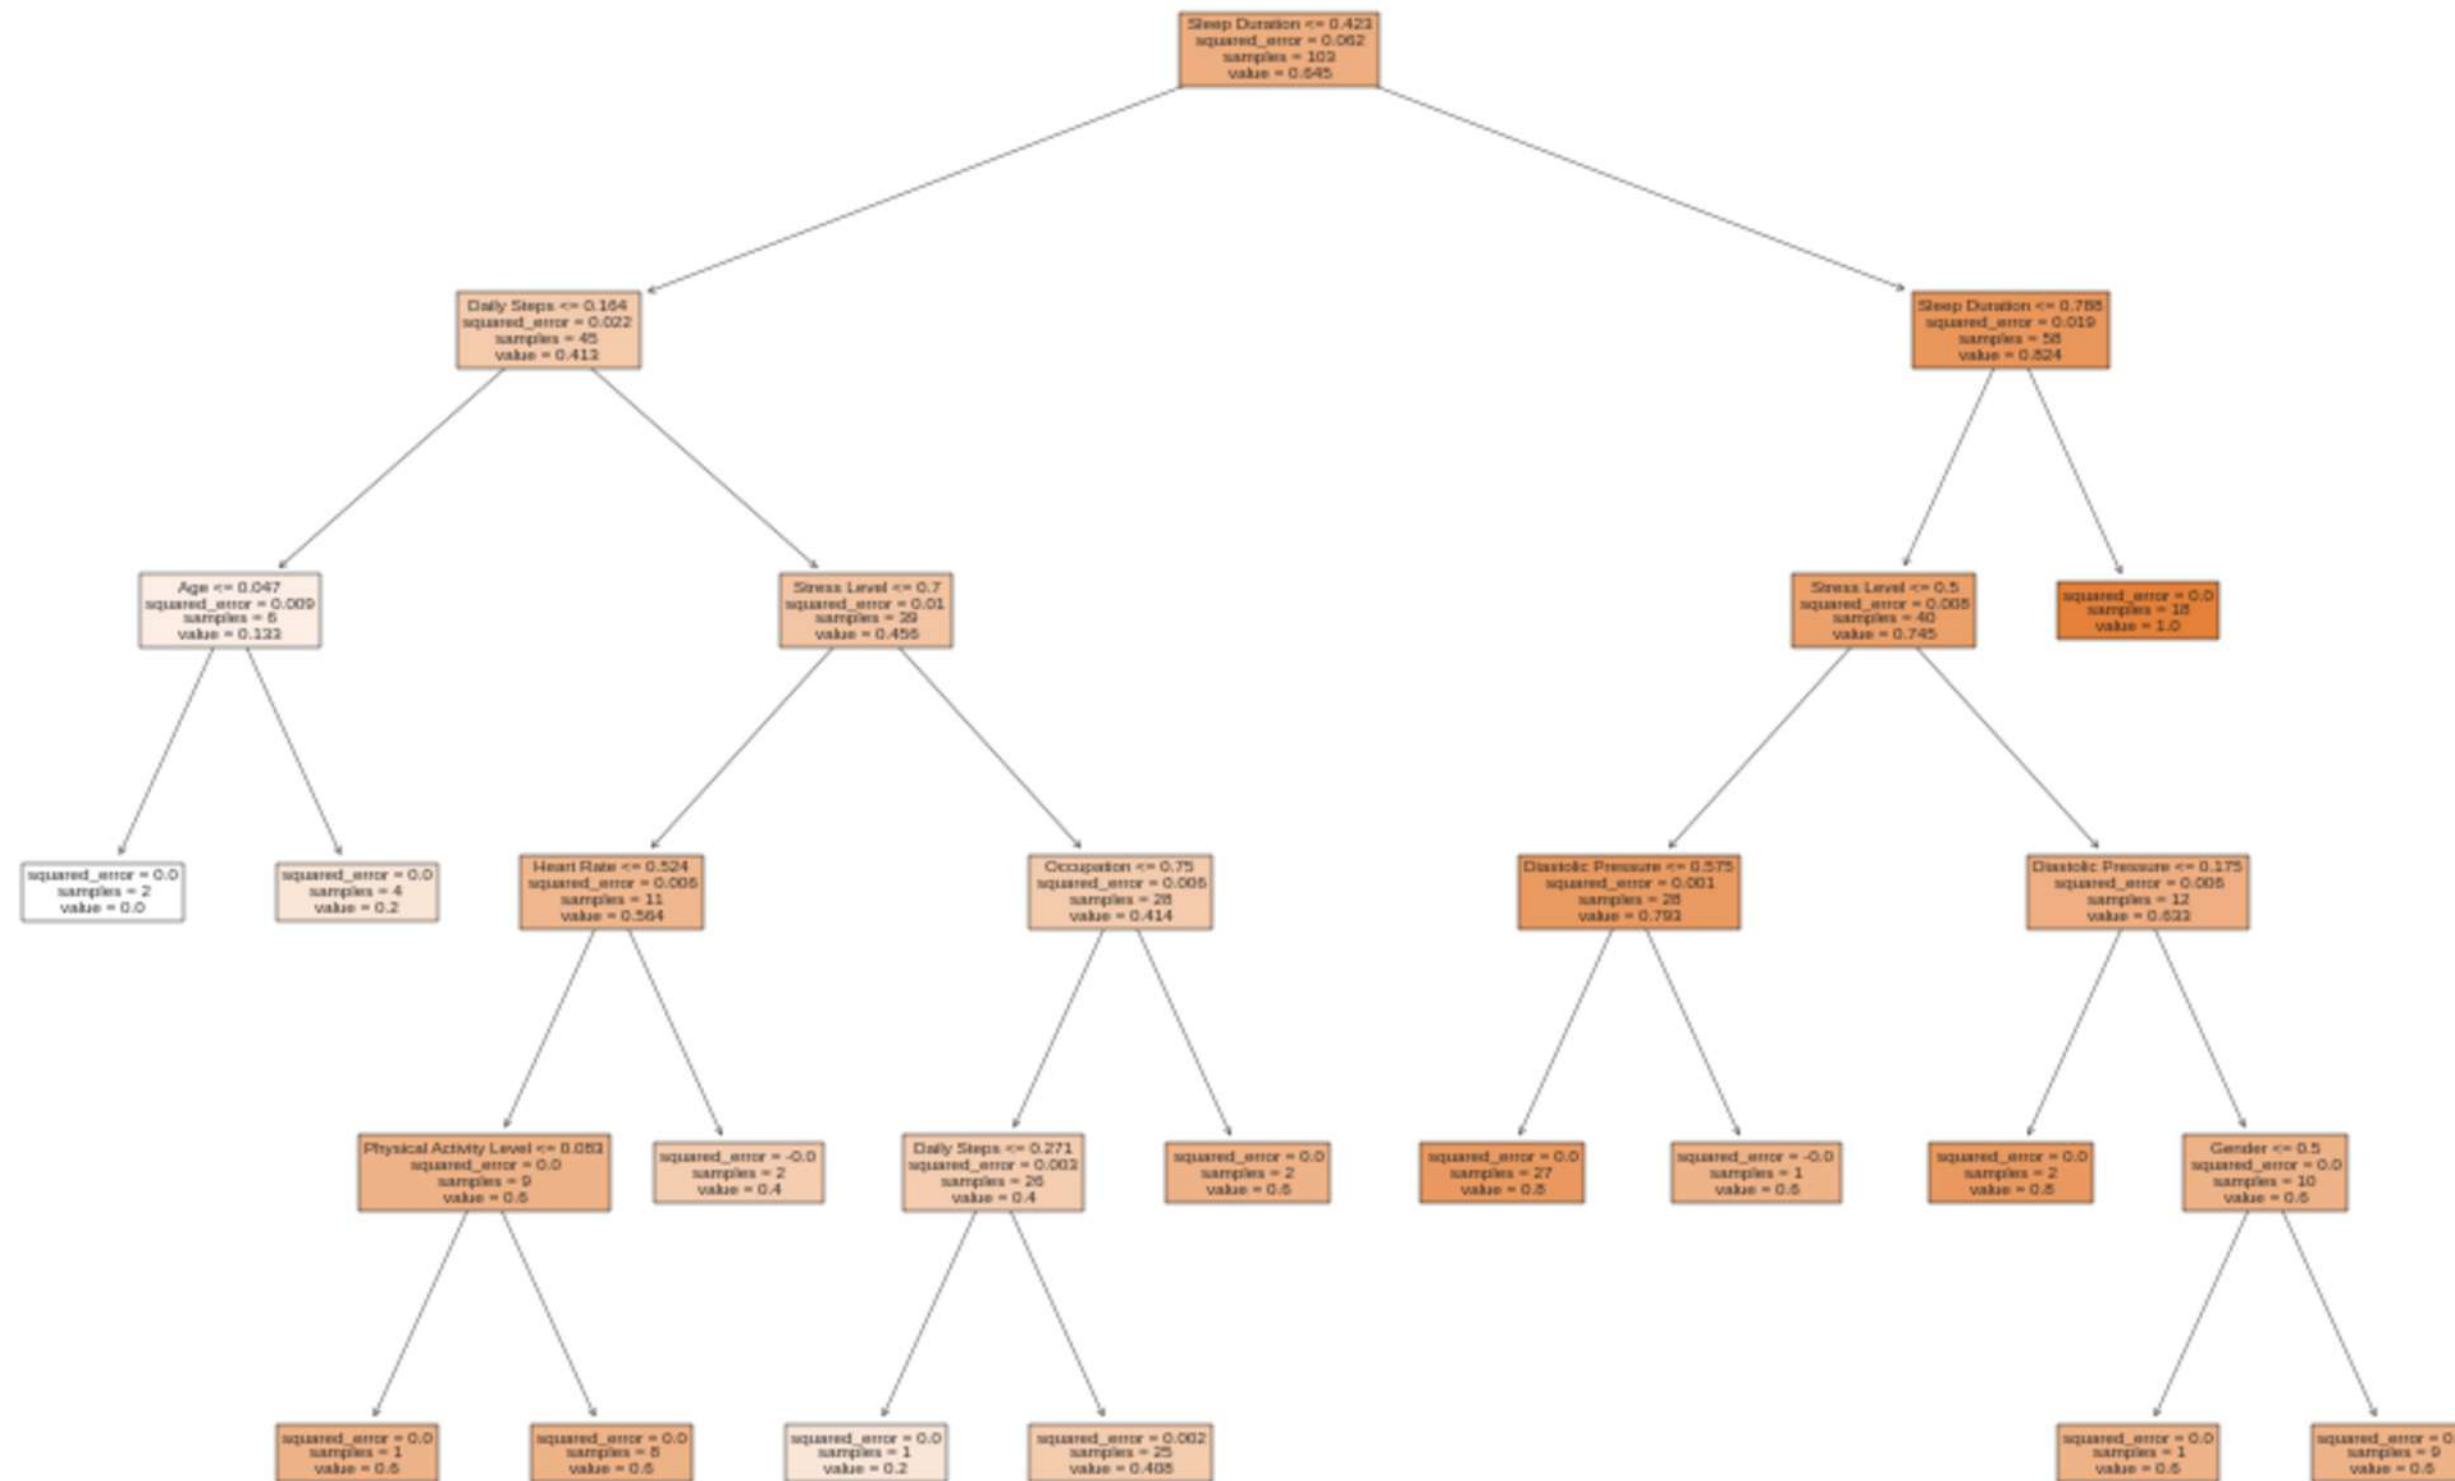 Sleep Duration <= 0.423
squared_error = 0.062
samples = 103
value = 0.645
Daily Steps <= 0.164
squared_error = 0.022
samples = 45
value = 0.413
Sleep Duration <= 0.788
squared_error = 0.019
samples = 58
value = 0.824
Age <= 0.047
squared_error = 0.009
samples = 6
value = 0.133
Stress Level <= 0.7
squared_error = 0.01
samples = 39
value = 0.456
Stress Level <= 0.5
squared_error = 0.008
samples = 40
value = 0.745
squared_error = 0.0
samples = 18
value = 1.0
squared_error = 0.0
samples = 2
value = 0.0
squared_error = 0.0
samples = 4
value = 0.2
Heart Rate <= 0.524
squared_error = 0.006
samples = 11
value = 0.564
Occupation <= 0.75
squared_error = 0.006
samples = 28
value = 0.414
Diastolic Pressure <= 0.575
squared_error = 0.001
samples = 28
value = 0.793
Diastolic Pressure <= 0.175
squared_error = 0.006
samples = 12
value = 0.633
Physical Activity Level <= 0.083
squared_error = 0.0
samples = 9
value = 0.6
squared_error = -0.0
samples = 2
value = 0.4
Daily Steps <= 0.271
squared_error = 0.003
samples = 26
value = 0.4
squared_error = 0.0
samples = 2
value = 0.6
squared_error = 0.0
samples = 27
value = 0.8
squared_error = -0.0
samples = 1
value = 0.6
squared_error = 0.0
samples = 2
value = 0.8
Gender <= 0.5
squared_error = 0.0
samples = 10
value = 0.6
squared_error = 0.0
samples = 1
value = 0.6
squared_error = 0.0
samples = 8
value = 0.6
squared_error = 0.0
samples = 1
value = 0.2
squared_error = 0.002
samples = 25
value = 0.408
squared_error = 0.0
samples = 1
value = 0.6
squared_error = 0.
samples = 9
value = 0.6